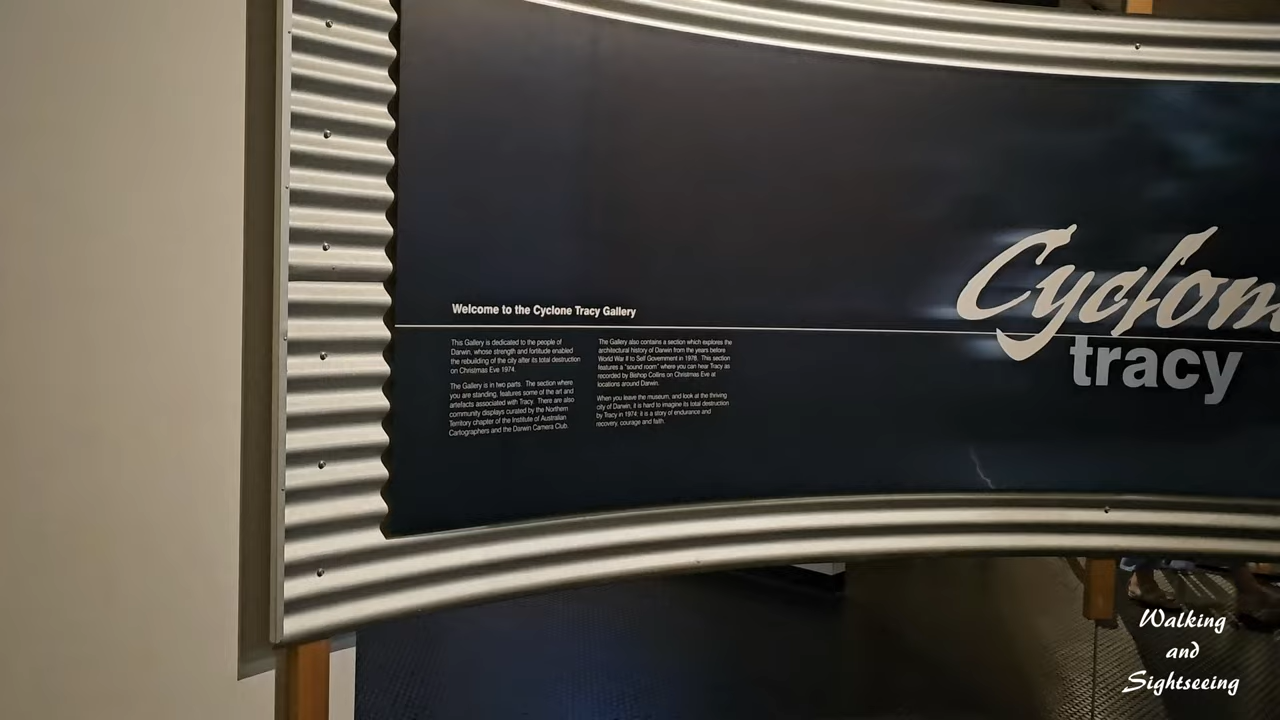 Welcome to the Cyclone Tracy Gallery
This Gallery is dedicated to the people of
Darwin, whose strength and fortitude enabled
the rebuilding of the city after its total destruction
on Christmas Eve 1974.
The Gallery is in two parts. The section where
you are standing, features some of the art and
artefacts associated with Tracy. There are also
community displays curated by the Northern
Territory chapter of the Institute of Australian
Cartographers and the Darwin Camera Club.
The Gallery also contains a section which explores the
architectural history of Darwin from the years before
World War II to Self Government in 1978. This section
features a "sound room" where you can hear Tracy as
recorded by Bishop Collins on Christmas Eve at
locations around Darwin.
When you leave the museum, and look at the thriving
city of Darwin, it is hard to imagine its total destruction
by Tracy in 1974; it is a story of endurance and
recovery, courage and faith.
Cyclon
tracy
Walking
and
Sightseeing